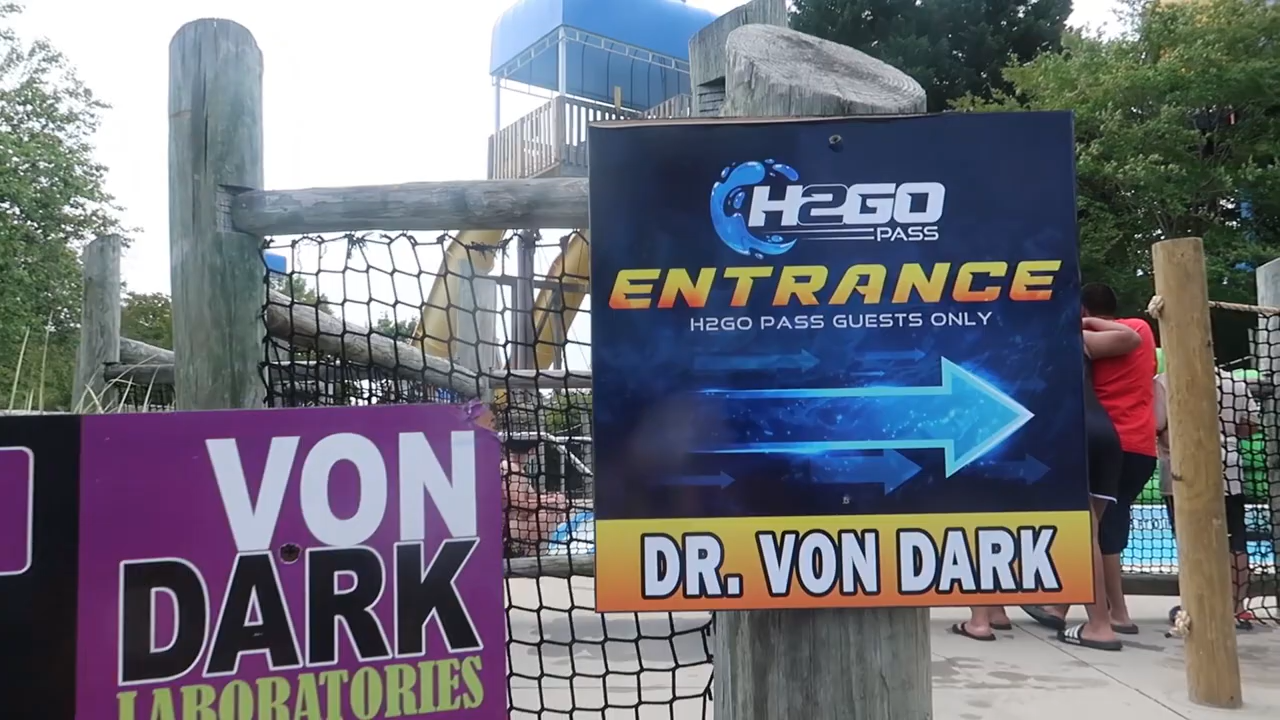 H2GO
PASS
ENTRANCE
H2GO PASS GUESTS ONLY
DR. VON DARK
VON
DARK
LABORATORIES